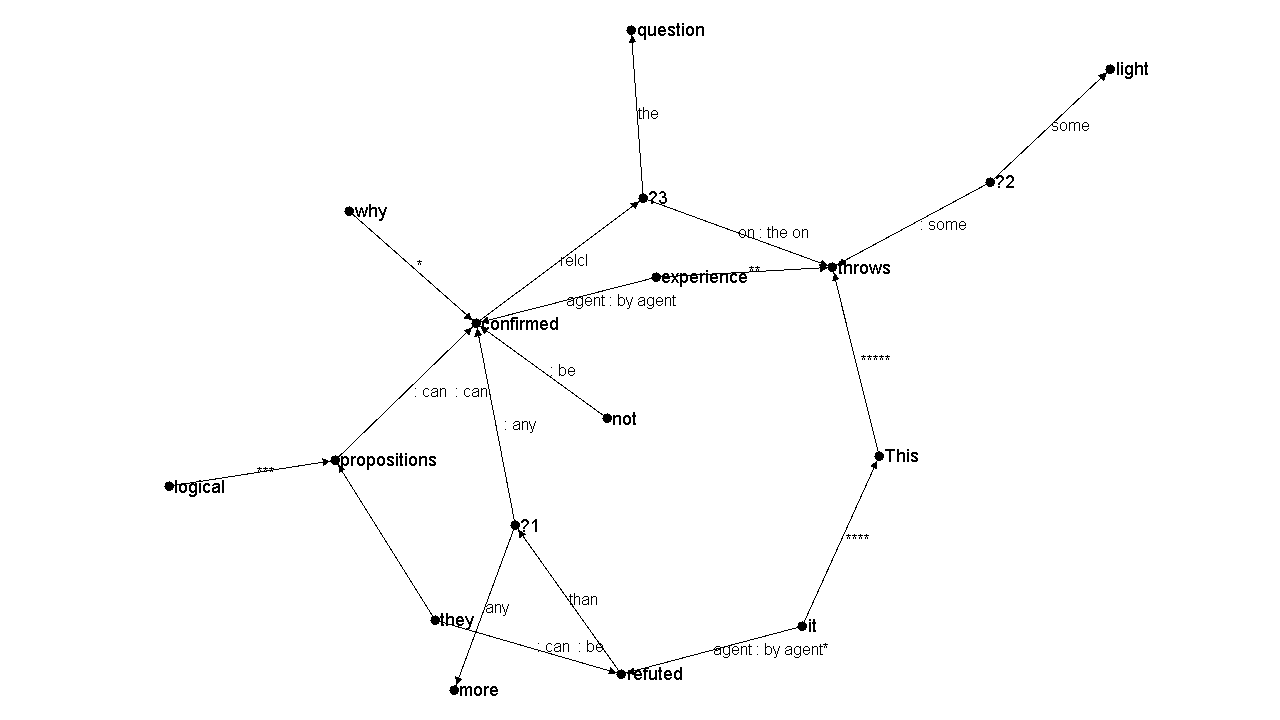 question
light
the
some
?3
?2
why
on : the on
: some
*
relcl
experience
**
throws
agent : by agent
confirmed
*****
: be
: can : can
: any
not
propositions
This
***
logical
?1
****
than
any
they
it
: can : be
agent : by agent*
refuted
more